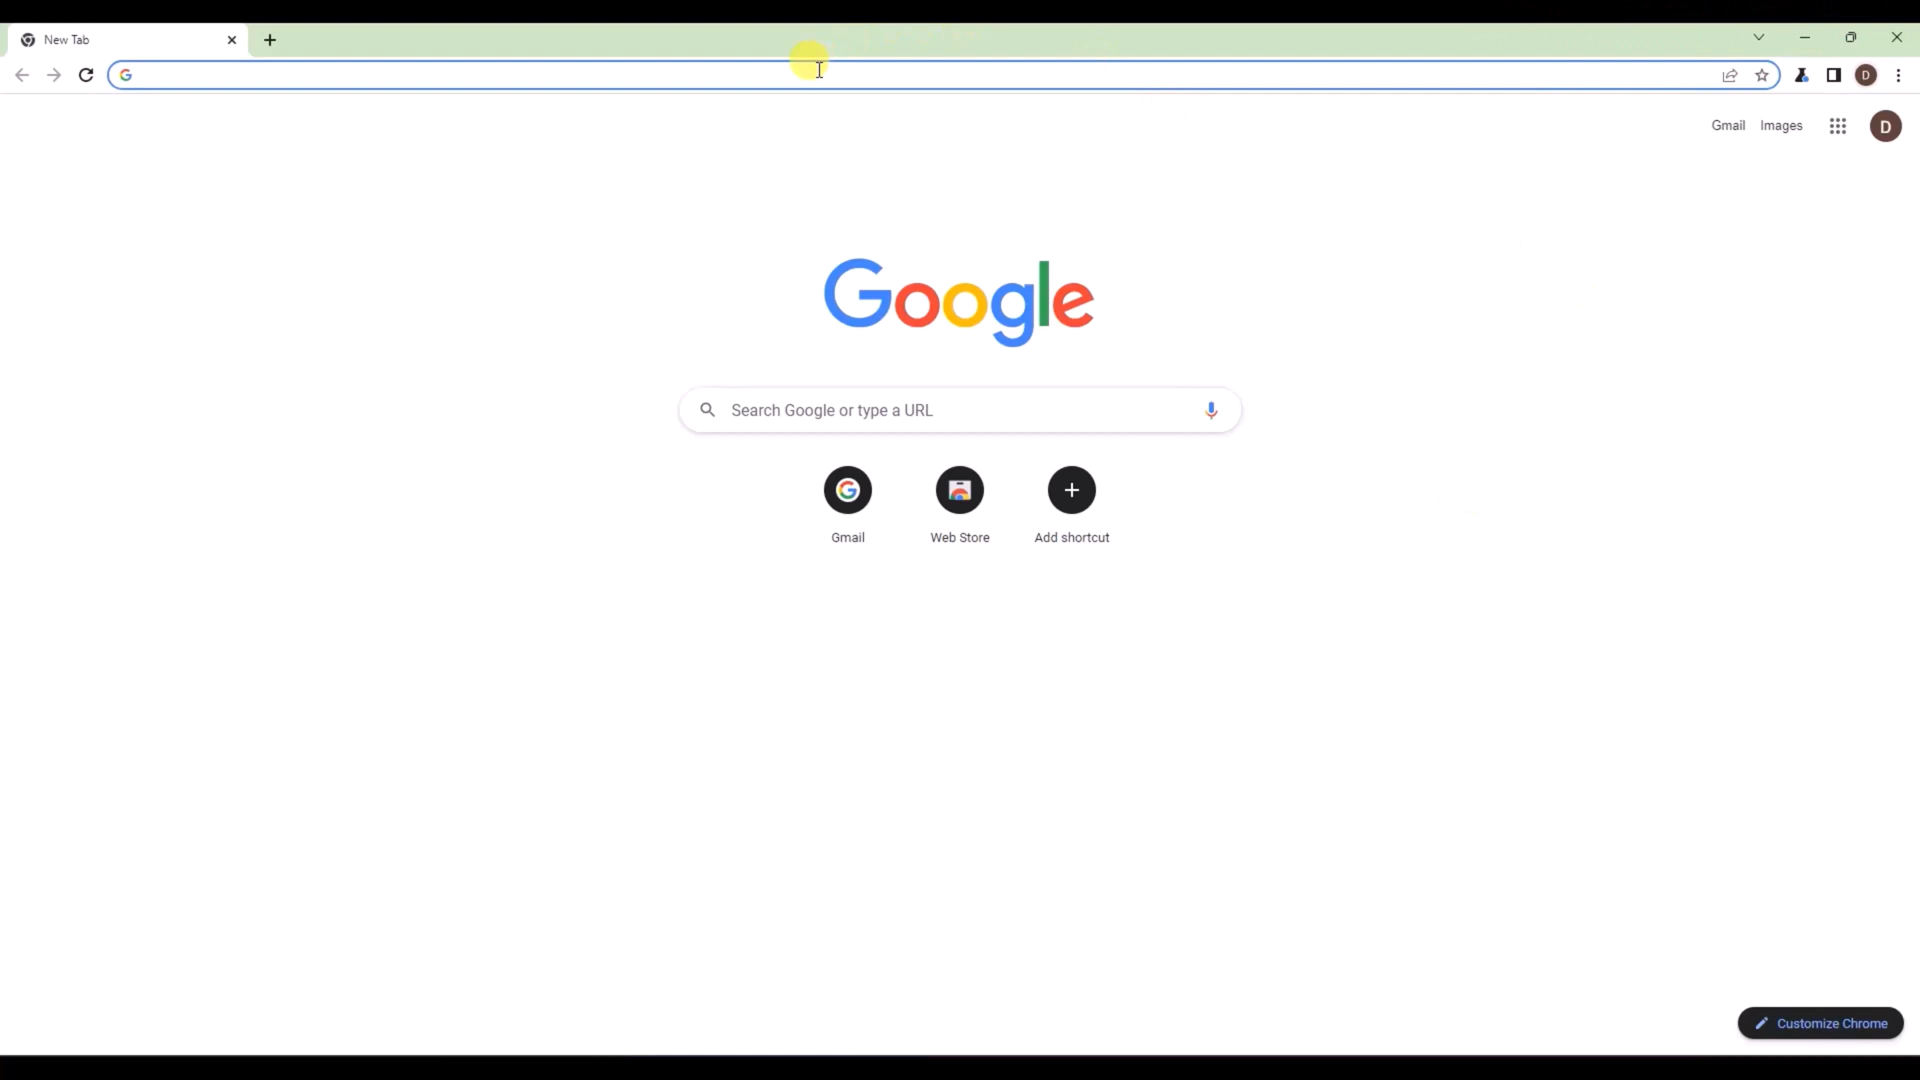 New Tab
Gmail Images
D
Google
Search Google or type a URL
Gmail
Web Store
Add shortcut
Customize Chrome